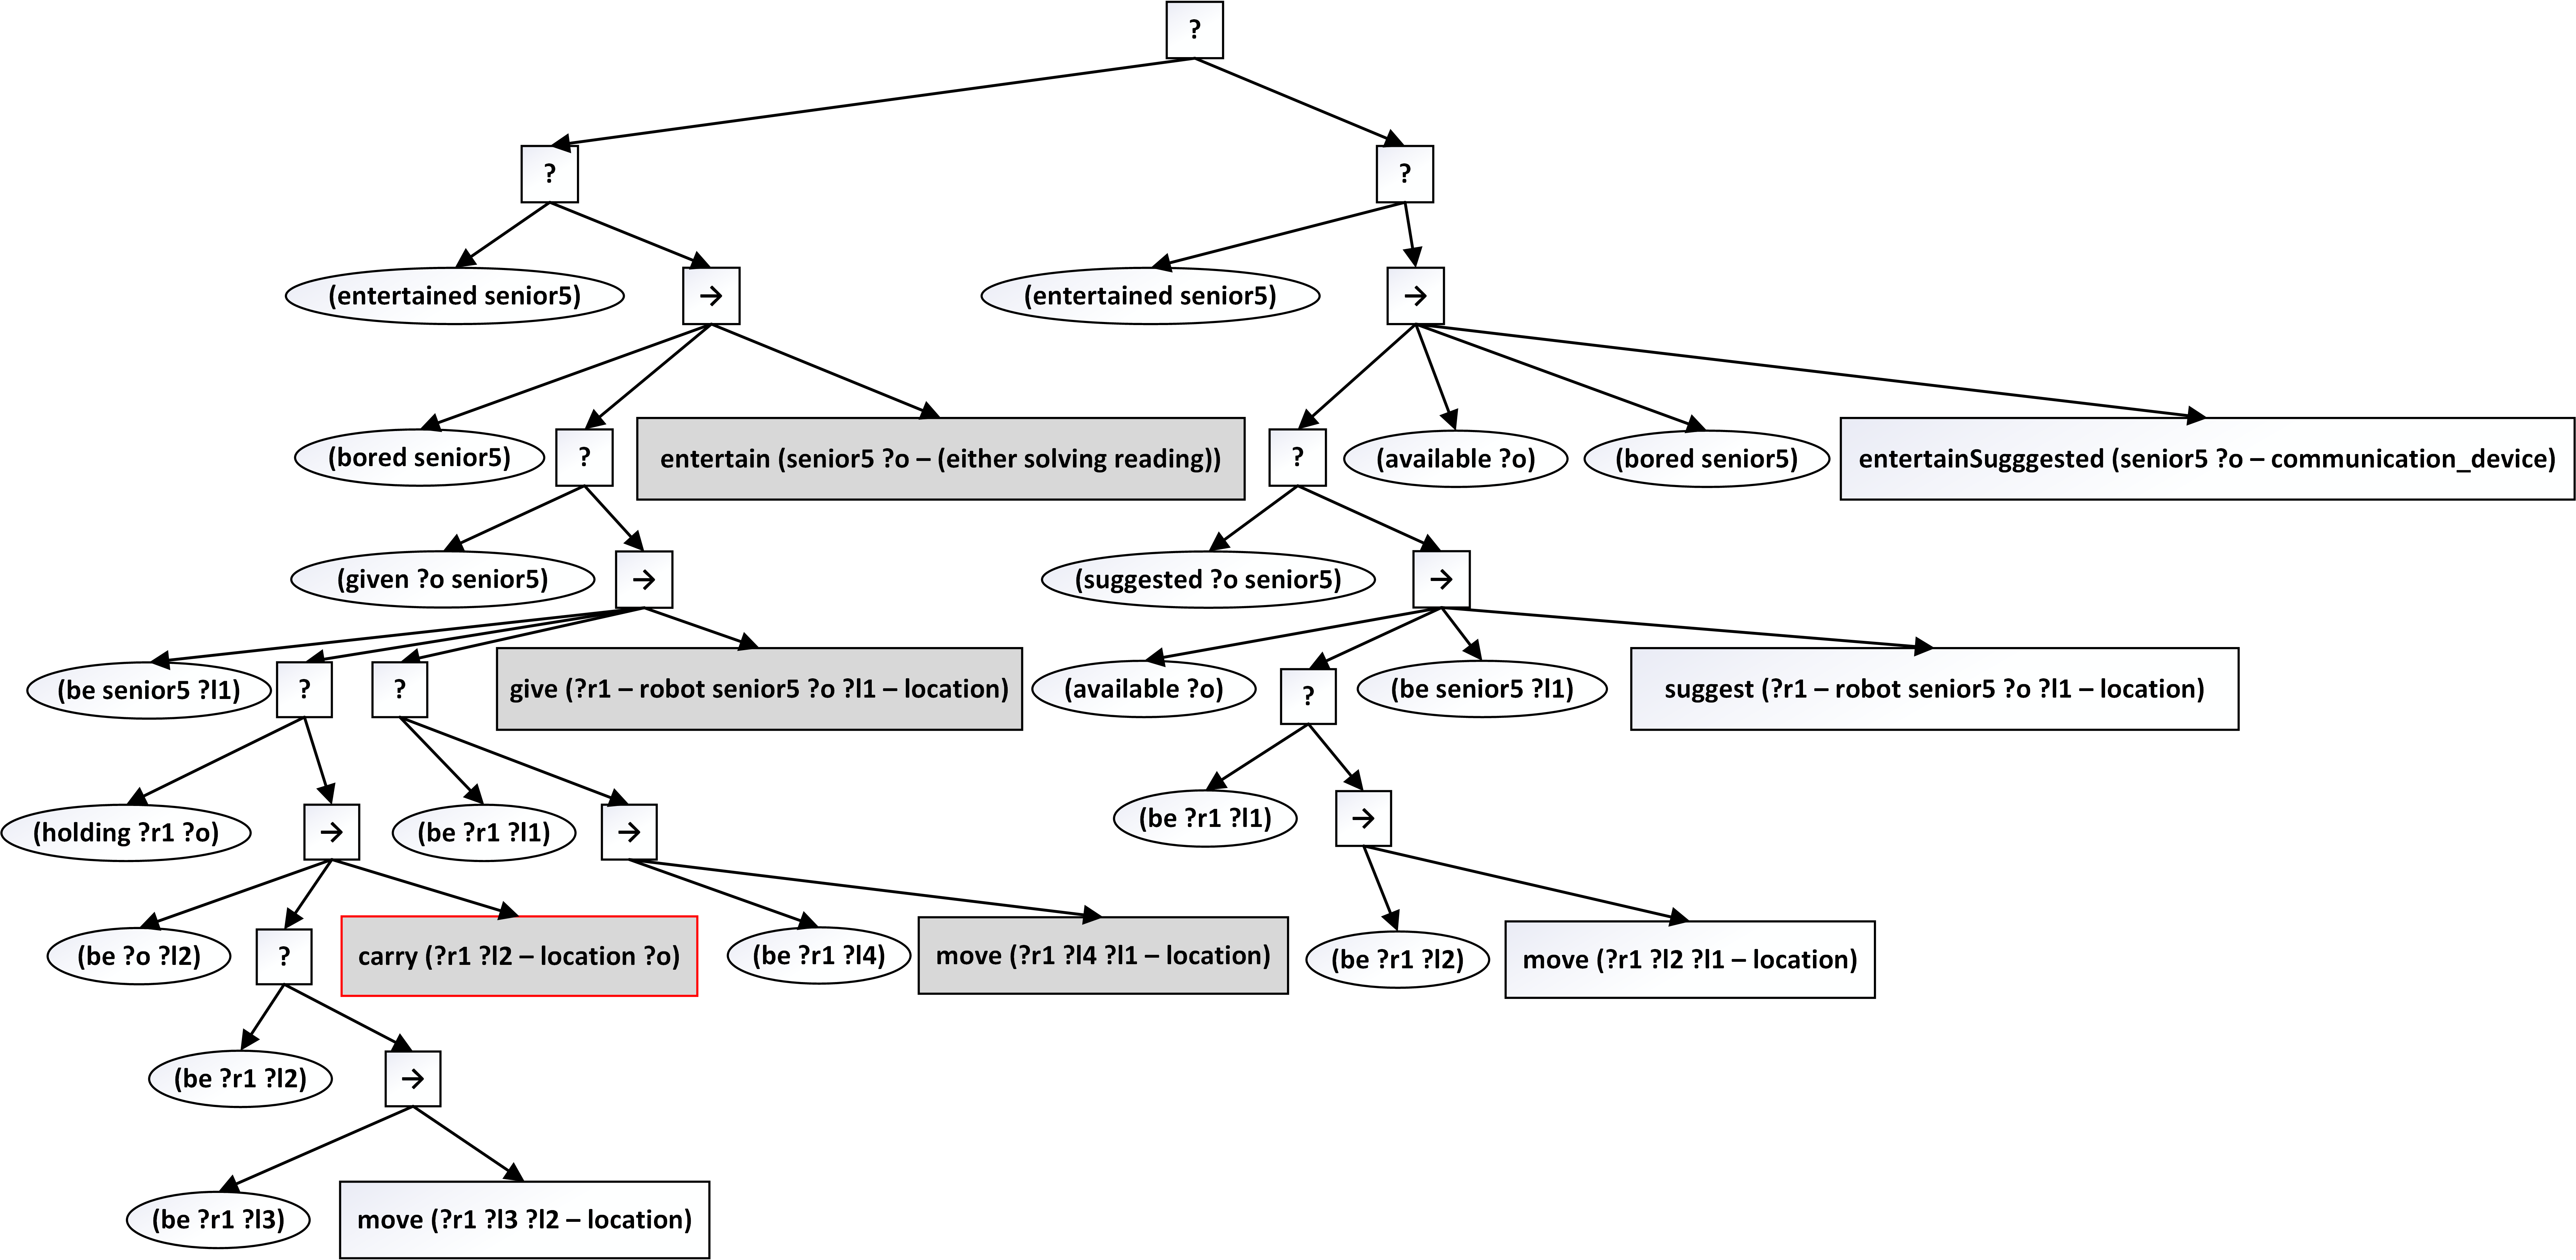 ?
?
?
(entertained senior5)
→
(entertained senior5)
→
(bored senior5)
?
entertain (senior5 ?o – (either solving reading))
?
(available ?o)
(bored senior5)
entertainSugggested (senior5 ?o – communication_device)
(given ?o senior5)
→
(suggested ?o senior5)
→
(be senior5 ?l1)
?
?
give (?r1 – robot senior5 ?o ?l1 – location)
(available ?o)
?
(be senior5 ?l1)
suggest (?r1 – robot senior5 ?o ?l1 – location)
(holding ?r1 ?o)
→
(be ?r1 ?l1)
→
(be ?r1 ?l1)
→
(be ?o ?l2)
?
carry (?r1 ?l2 – location ?o)
(be ?r1 ?l4)
move (?r1 ?l4 ?l1 – location)
(be ?r1 ?l2)
move (?r1 ?l2 ?l1 – location)
(be ?r1 ?l2)
→
(be ?r1 ?l3)
move (?r1 ?l3 ?l2 – location)